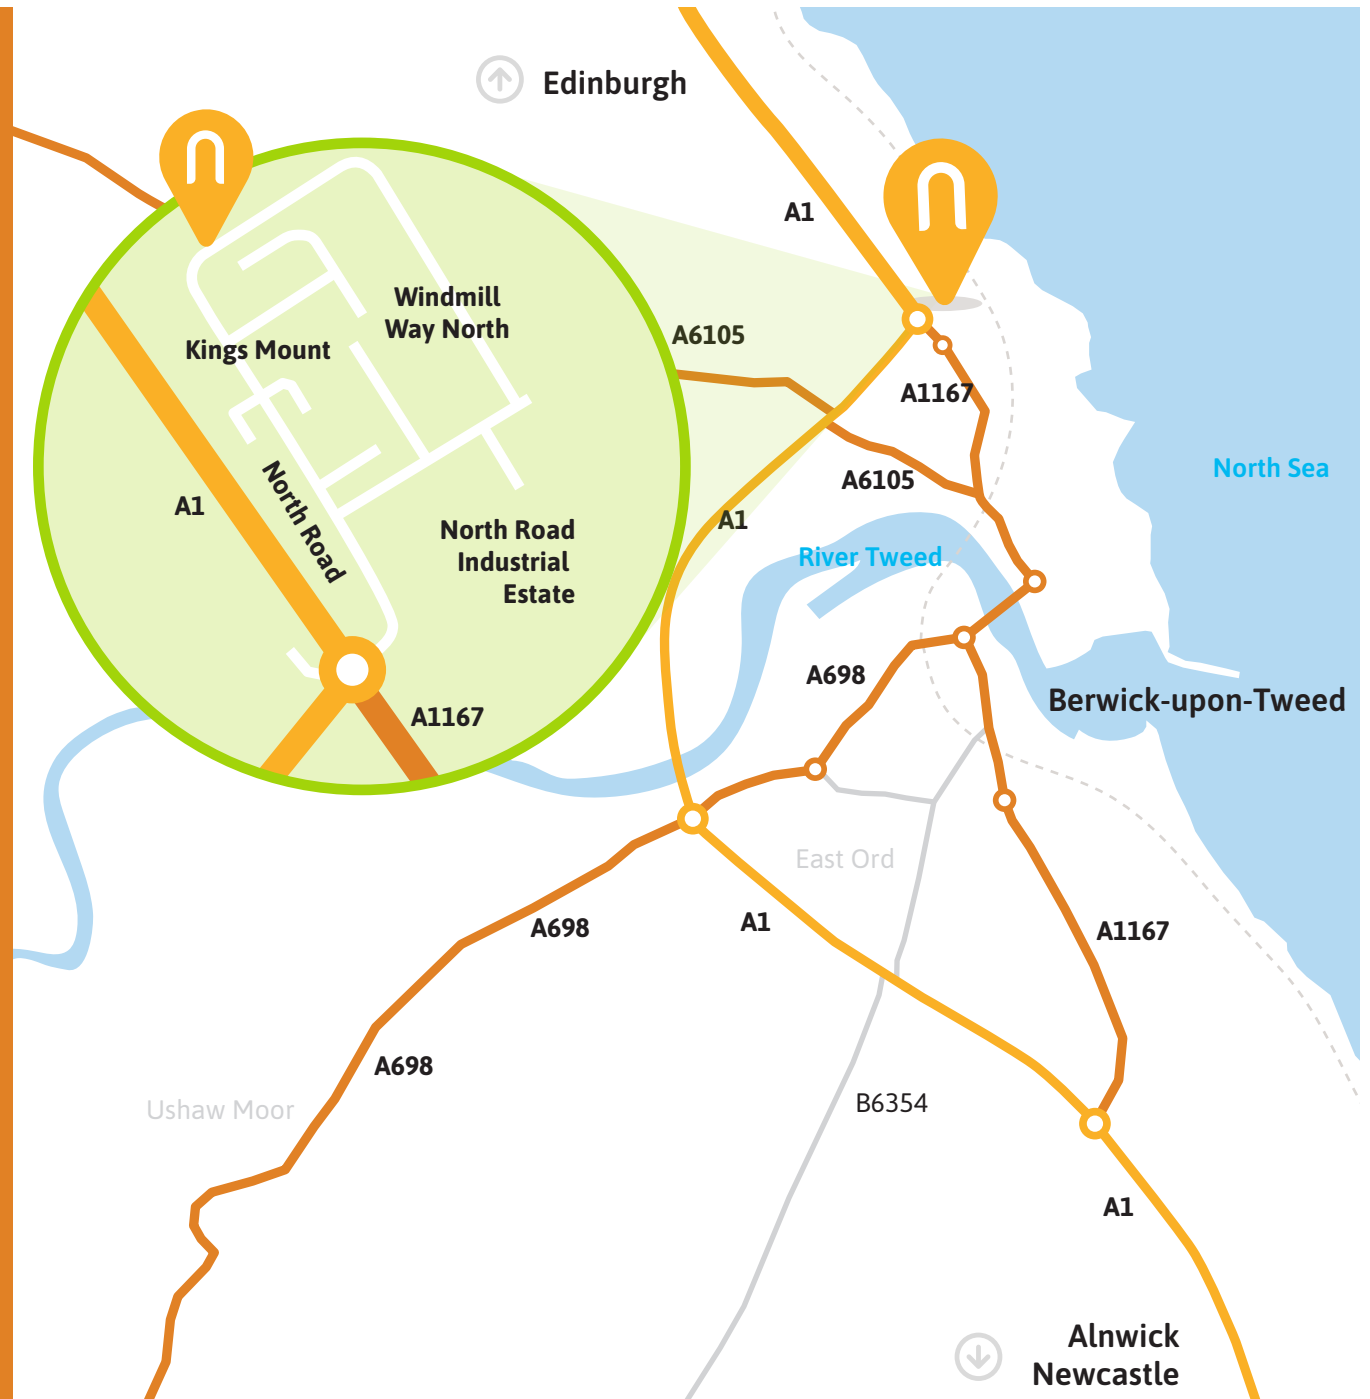 Edinburgh
A1
Windmill
Way North
A6105
Kings Mount
A1167
North Sea
A6105
A1
North Road
A1
North Road
Industrial
Estate
River Tweed
A698
Berwick-upon-Tweed
A1167
East Ord
A1
A698
A1167
A698
Ushaw Moor
B6354
A1
Alnwick
Newcastle